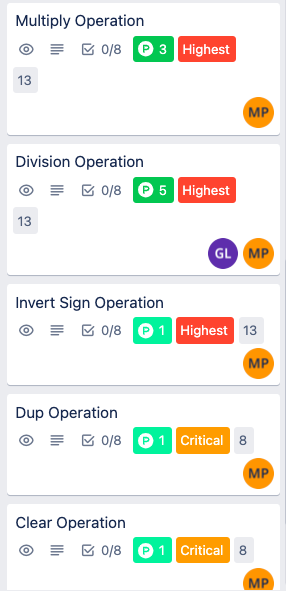 Multiply Operation
0/8 P 3 Highest
13
MP
Division Operation
0/8 P 5 Highest
13
GL MP
Invert Sign Operation
0/8 P 1 Highest 13
MP
Dup Operation
0/8 P 1 Critical 8
MP
Clear Operation
0/8 P 1 Critical 8
MP